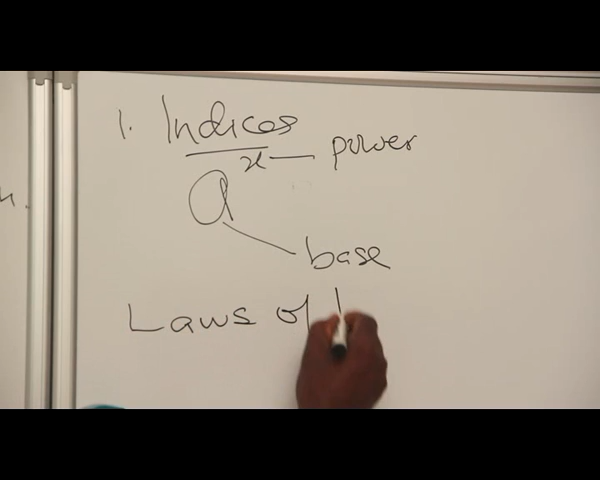 1. Indices
x — power
a
base
Laws of I